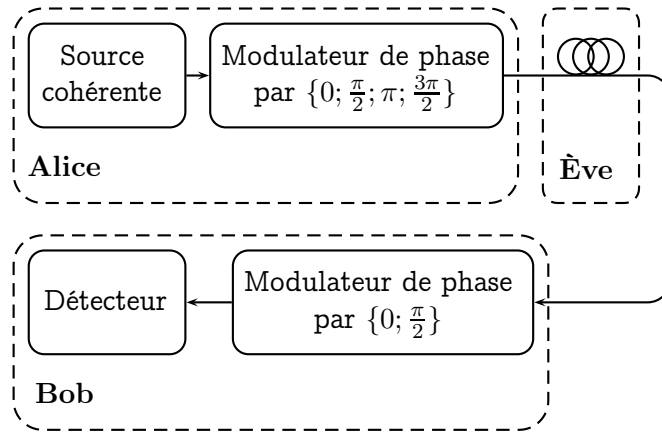 Source
cohérente
Modulateur de phase
par {0; π/2; π; 3π/2}
Alice
Ève
Détecteur
Modulateur de phase
par {0; π/2}
Bob